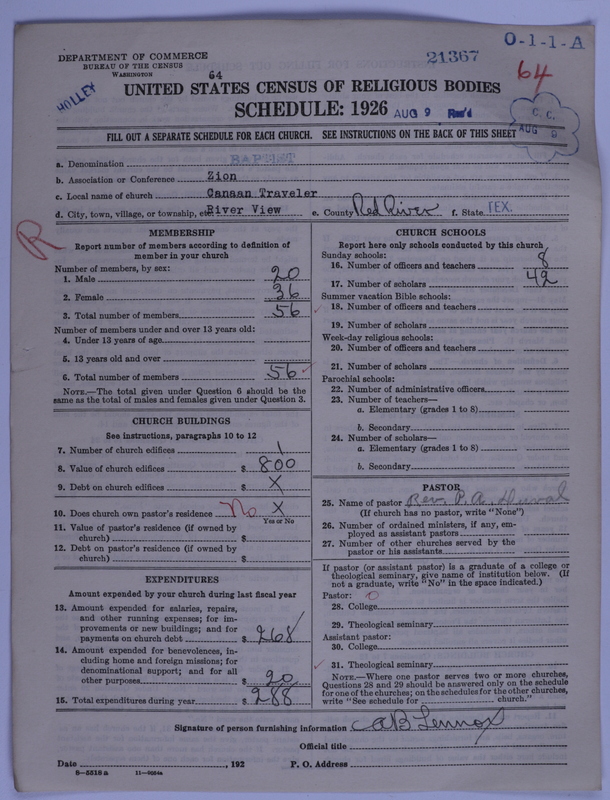 O-1-1-A
DEPARTMENT OF COMMERCE
BUREAU OF THE CENSUS
WASHINGTON
21367
64
64
HOLLEY
UNITED STATES CENSUS OF RELIGIOUS BODIES
SCHEDULE: 1926
AUG 9 Rec'd
C. C.
AUG 9
FILL OUT A SEPARATE SCHEDULE FOR EACH CHURCH. SEE INSTRUCTIONS ON THE BACK OF THIS SHEET
a. Denomination BAPTIST
b. Association or Conference Zion
c. Local name of church Canaan Traveler
d. City, town, village, or township, etc. River View e. County Red River f. State TEX.
R
MEMBERSHIP
Report number of members according to definition of
member in your church
Number of members, by sex:
1. Male 20
2. Female 36
3. Total number of members 56
Number of members under and over 13 years old:
4. Under 13 years of age
5. 13 years old and over
6. Total number of members 56
NOTE.—The total given under Question 6 should be the
same as the total of males and females given under Question 3.
CHURCH BUILDINGS
See instructions, paragraphs 10 to 12
7. Number of church edifices 1
8. Value of church edifices $ 800
9. Debt on church edifices $ X
10. Does church own pastor's residence No X
Yes or No
11. Value of pastor's residence (if owned by
church) $
12. Debt on pastor's residence (if owned by
church) $
EXPENDITURES
Amount expended by your church during last fiscal year
13. Amount expended for salaries, repairs,
and other running expenses; for im-
provements or new buildings; and for
payments on church debt $ 268
14. Amount expended for benevolences, in-
cluding home and foreign missions; for
denominational support; and for all
other purposes $ 20
15. Total expenditures during year $ 288
CHURCH SCHOOLS
Report here only schools conducted by this church
Sunday schools:
16. Number of officers and teachers 8
17. Number of scholars 42
Summer vacation Bible schools:
18. Number of officers and teachers
19. Number of scholars
Week-day religious schools:
20. Number of officers and teachers
21. Number of scholars
Parochial schools:
22. Number of administrative officers
23. Number of teachers—
a. Elementary (grades 1 to 8)
b. Secondary
24. Number of scholars—
a. Elementary (grades 1 to 8)
b. Secondary
PASTOR
25. Name of pastor Rev. P. A. Duval
(If church has no pastor, write "None")
26. Number of ordained ministers, if any, em-
ployed as assistant pastors
27. Number of other churches served by the
pastor or his assistants
If pastor (or assistant pastor) is a graduate of a college or
theological seminary, give name of institution below. (If
not a graduate, write "No" in the space indicated.)
Pastor: 0
28. College
29. Theological seminary
Assistant pastor:
30. College
31. Theological seminary
NOTE.—Where one pastor serves two or more churches,
Questions 28 and 29 should be answered only on the schedule
for one of the churches; on the schedules for the other churches,
write "See schedule for church."
Signature of person furnishing information A B Lennox
Official title
Date , 192 P. O. Address
8—5318a 11—9054a